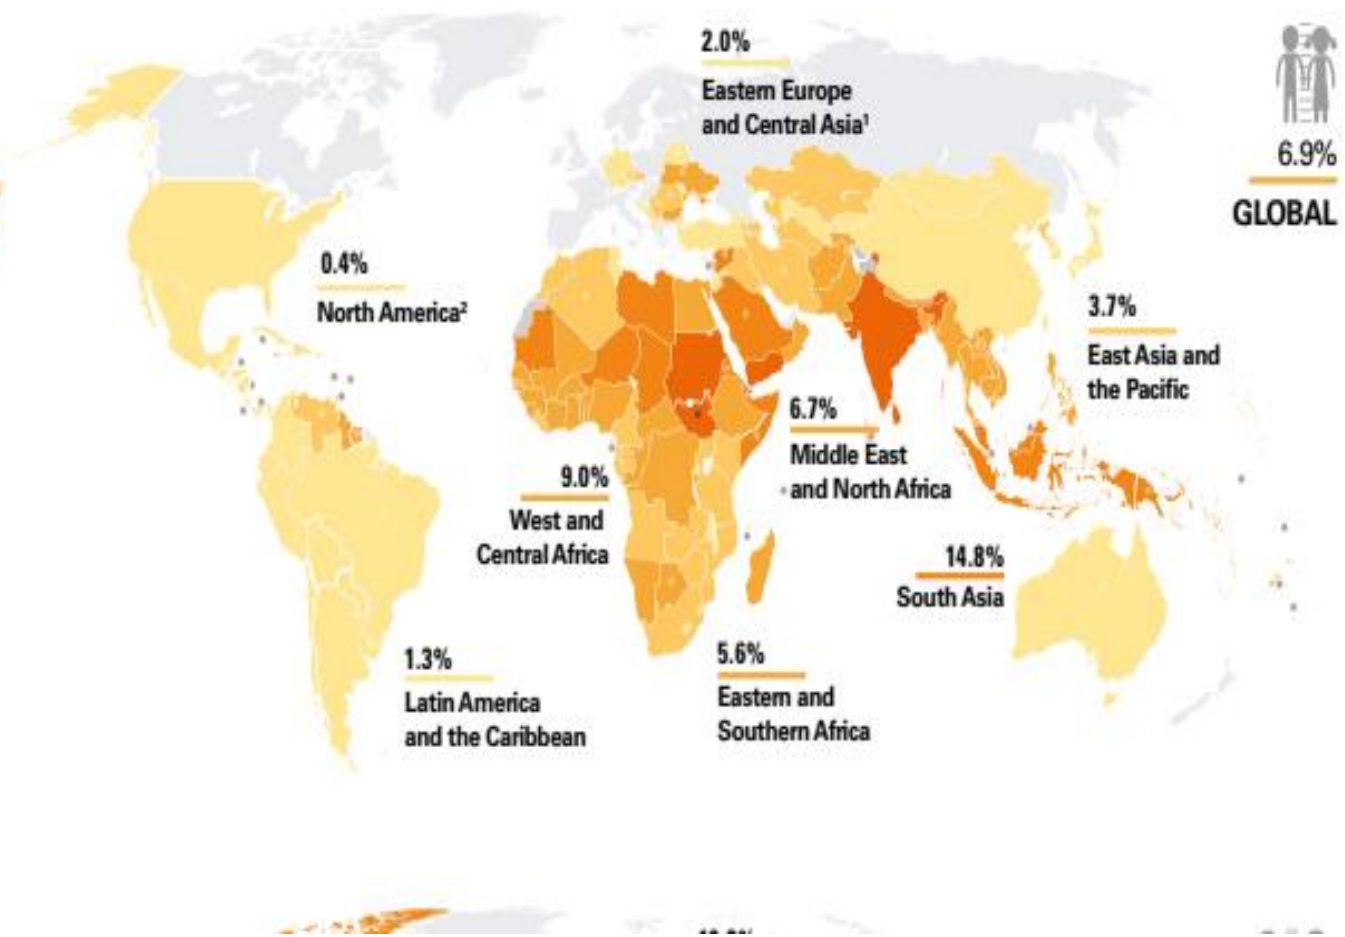 2.0%
Eastern Europe
and Central Asia¹
6.9%
GLOBAL
0.4%
North America²
3.7%
East Asia and
the Pacific
6.7%
Middle East
and North Africa
9.0%
West and
Central Africa
14.8%
South Asia
1.3%
Latin America
and the Caribbean
5.6%
Eastern and
Southern Africa